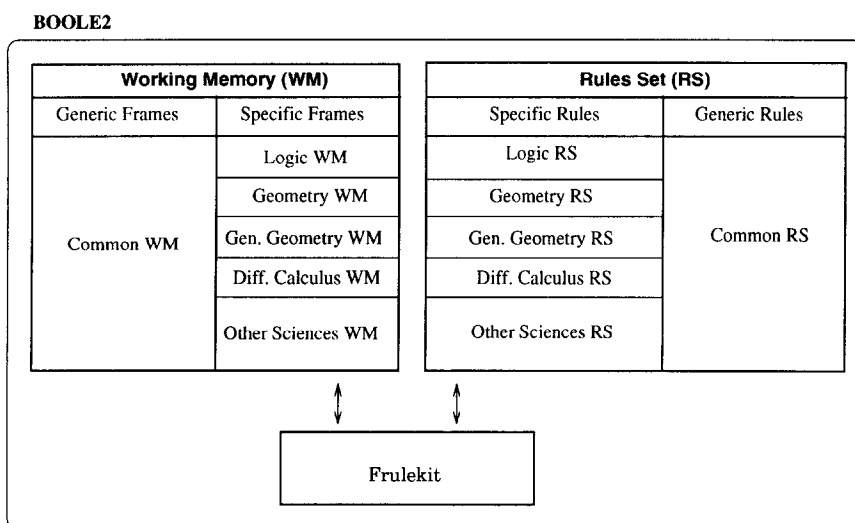 BOOLE2
Working Memory (WM)
Generic Frames
Specific Frames
Common WM
Logic WM
Geometry WM
Gen. Geometry WM
Diff. Calculus WM
Other Sciences WM
Rules Set (RS)
Specific Rules
Generic Rules
Logic RS
Geometry RS
Gen. Geometry RS
Diff. Calculus RS
Other Sciences RS
Common RS
Frulekit